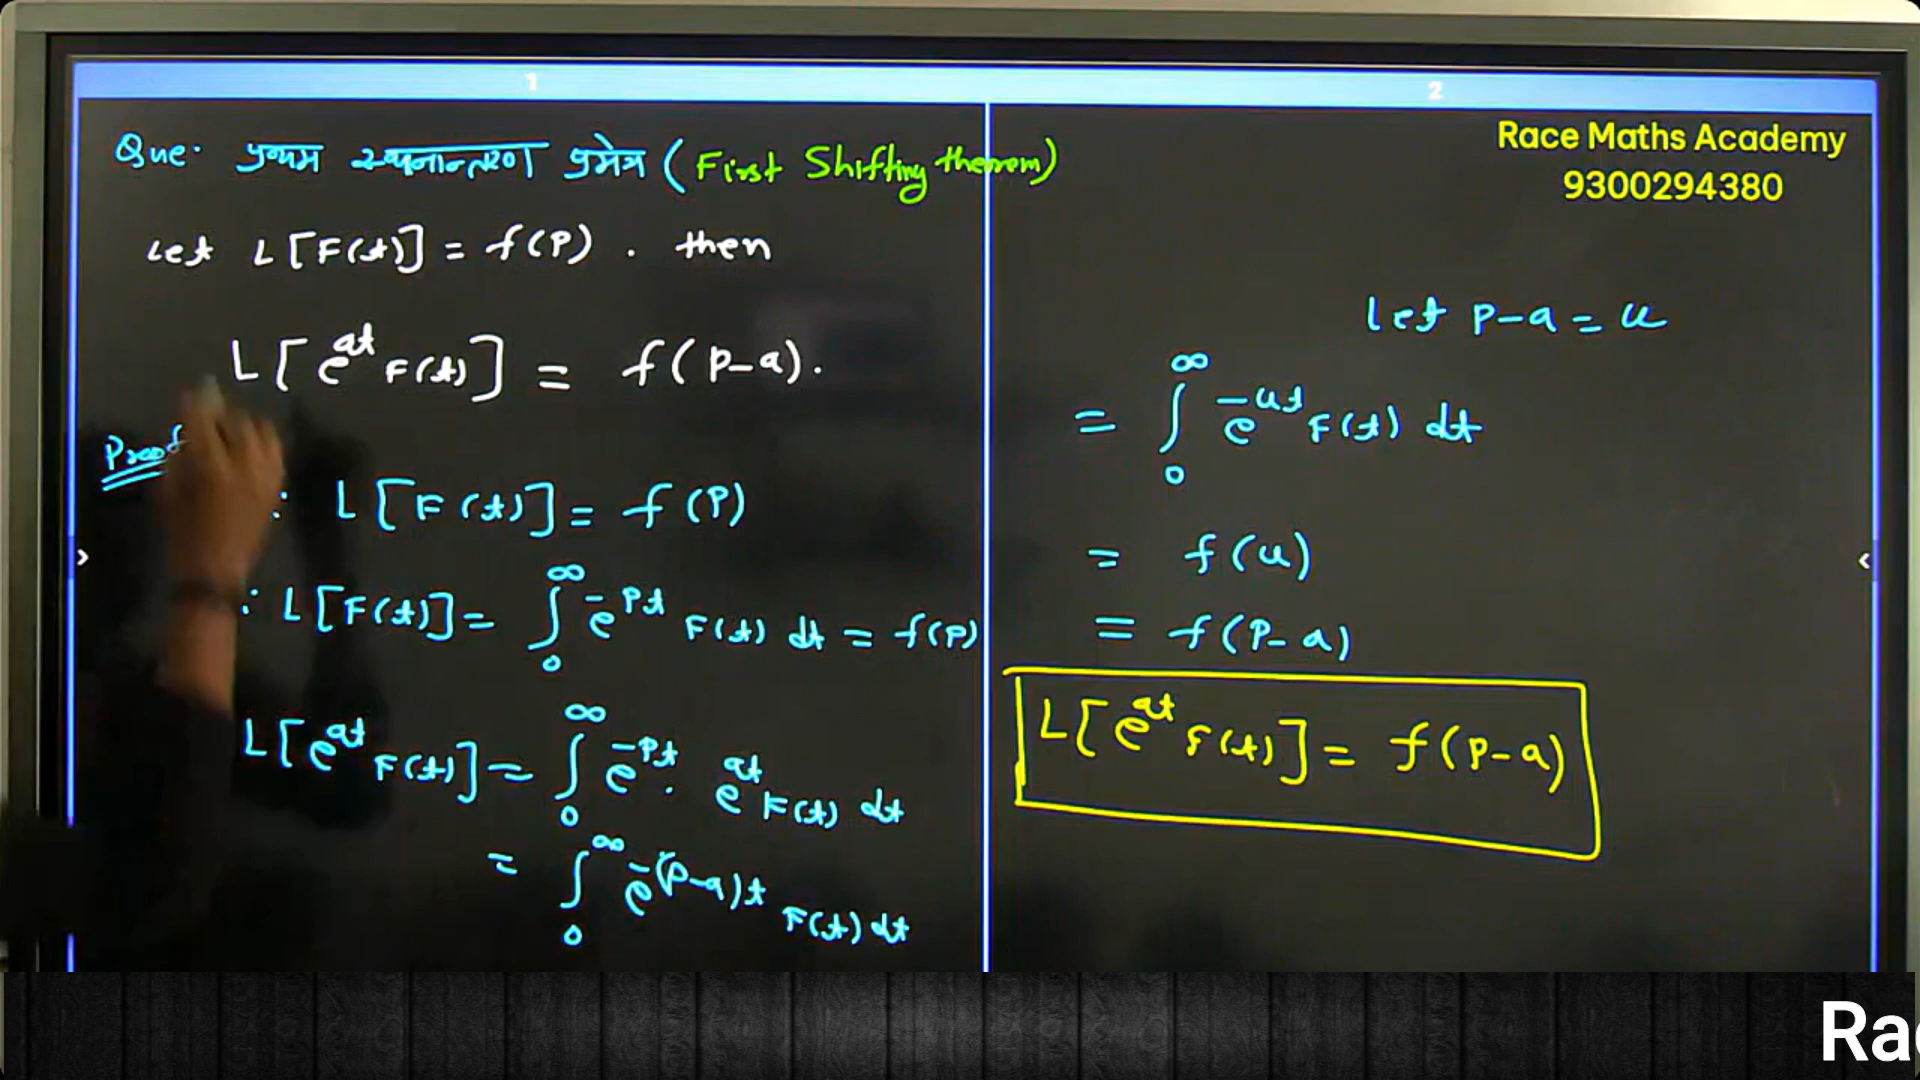 1
2
Race Maths Academy
9300294380
Que. प्रथम स्थानान्तरण प्रमेय (First Shifting theorem)
Let L[F(t)] = f(P). then
L[e^{at} F(t)] = f(p-a).
Proof
∵ L[F(t)] = f(P)
∴ L[F(t)] = ∫_0^∞ e^{-pt} F(t) dt = f(P)
L[e^{at} F(t)] = ∫_0^∞ e^{-pt} . e^{at} F(t) dt
= ∫_0^∞ e^{-(p-a)t} F(t) dt
Let p-a = u
= ∫_0^∞ e^{-ut} F(t) dt
= f(u)
= f(P-a)
L[e^{at} F(t)] = f(p-a)